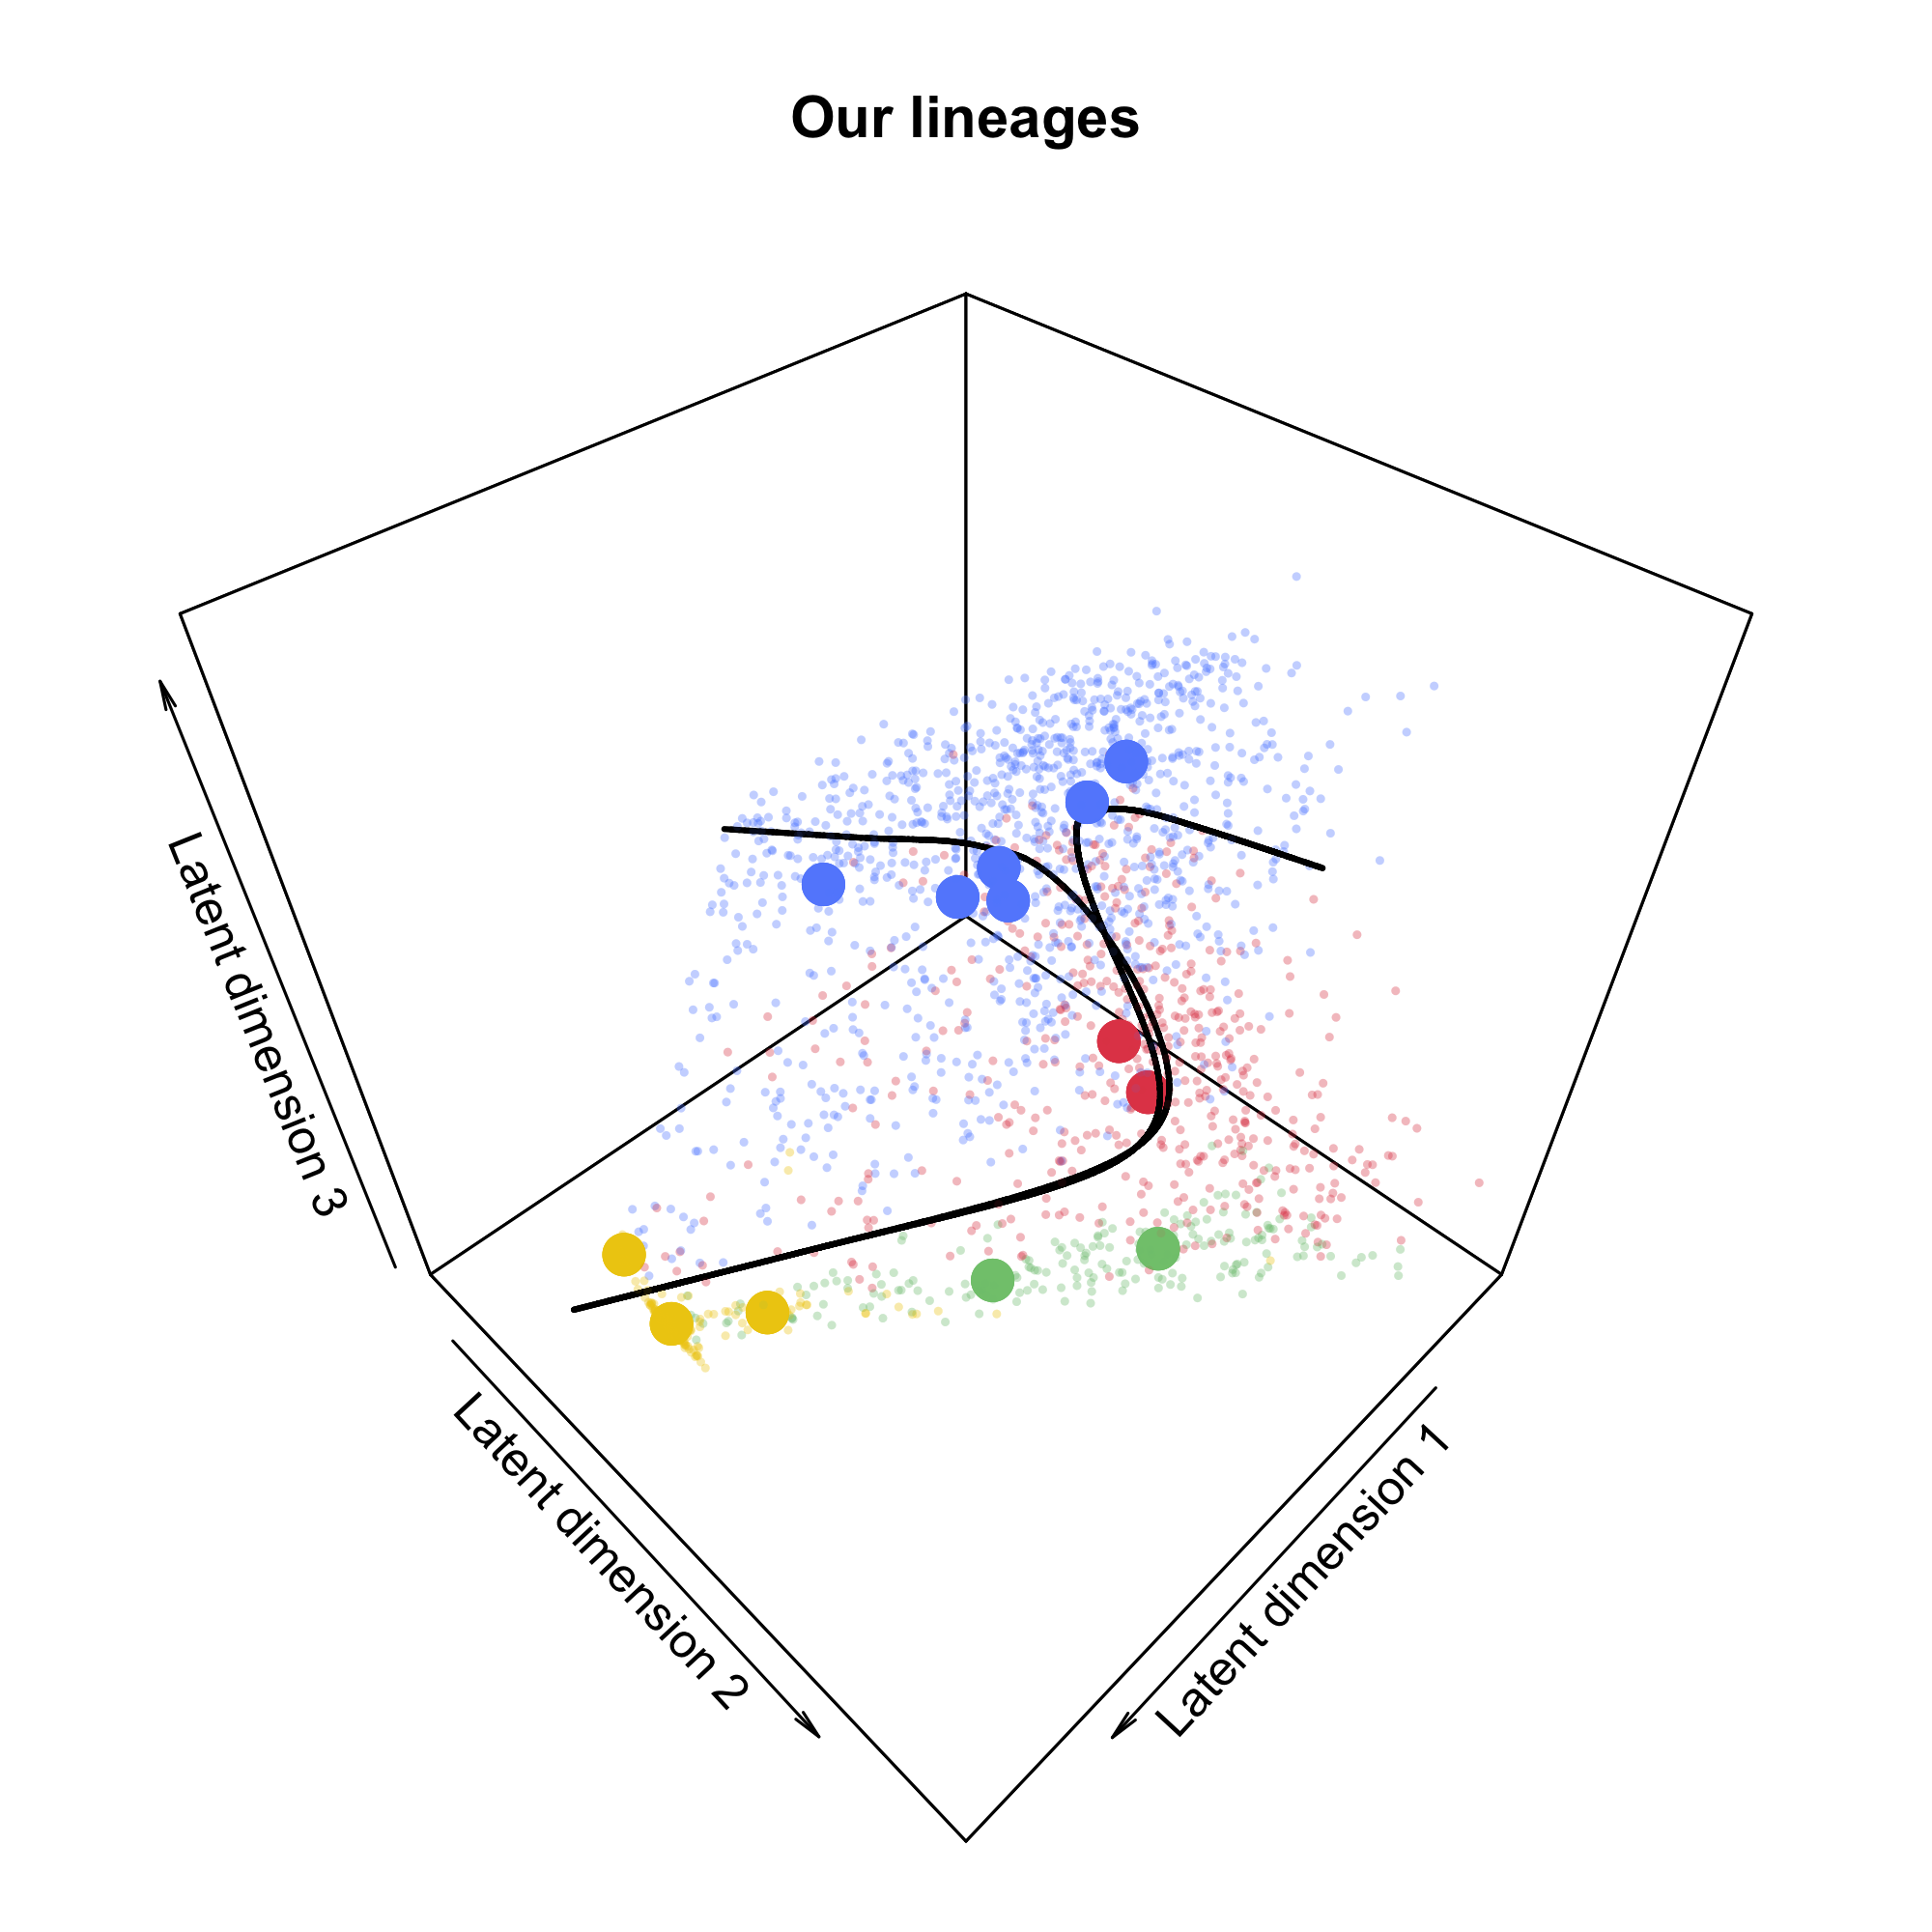 Our lineages
Latent dimension 3
Latent dimension 2
Latent dimension 1